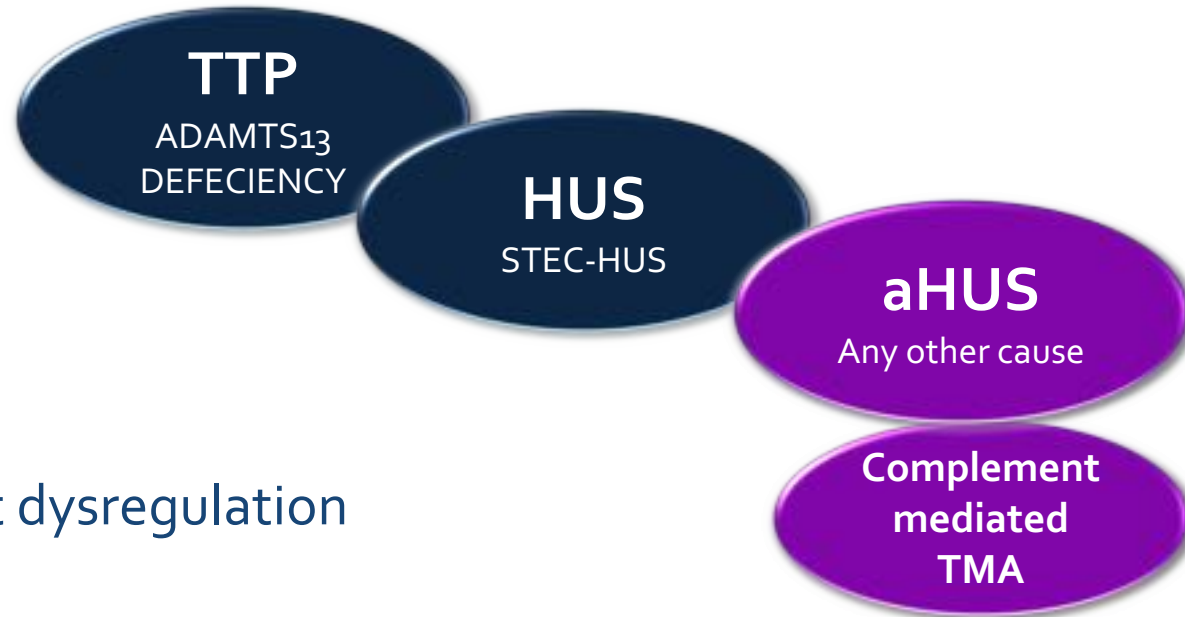 TTP
ADAMTS13
DEFECIENCY
HUS
STEC-HUS
aHUS
Any other cause
Complement
mediated
TMA
t dysregulation